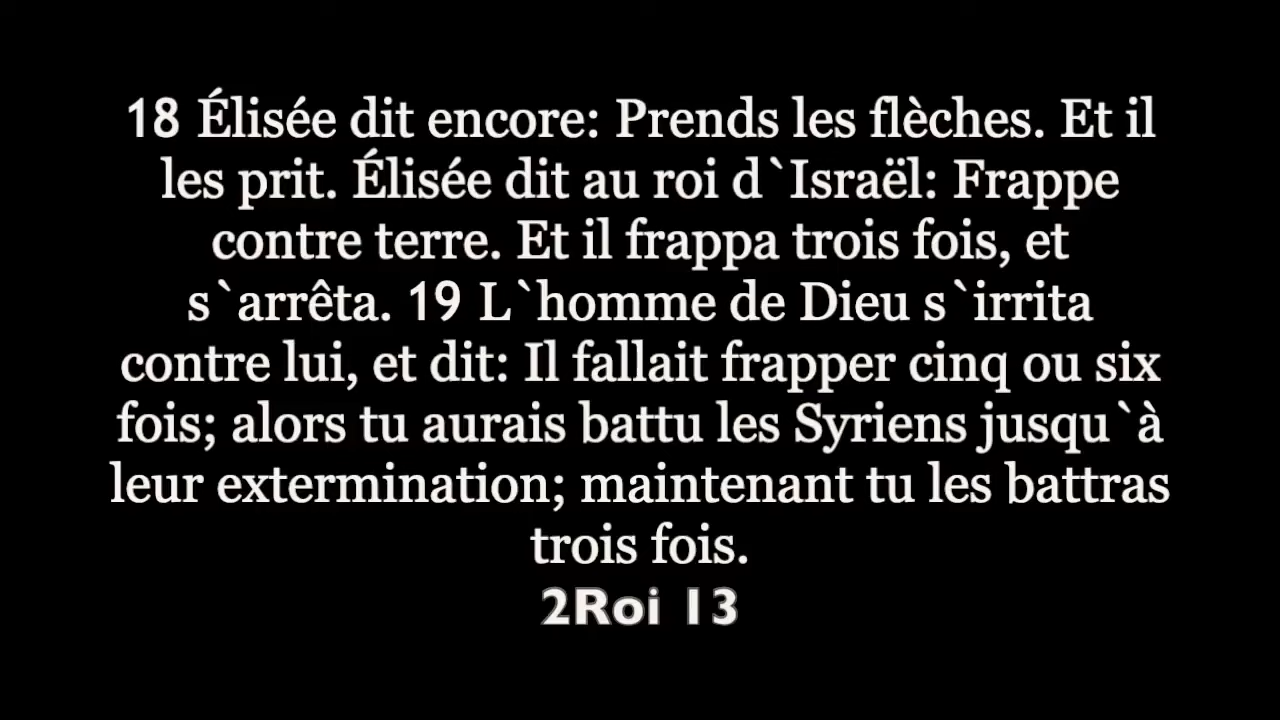 18 Élisée dit encore: Prends les flèches. Et il
les prit. Élisée dit au roi d`Israël: Frappe
contre terre. Et il frappa trois fois, et
s`arrêta. 19 L`homme de Dieu s`irrita
contre lui, et dit: Il fallait frapper cinq ou six
fois; alors tu aurais battu les Syriens jusqu`à
leur extermination; maintenant tu les battras
trois fois.
2Roi 13